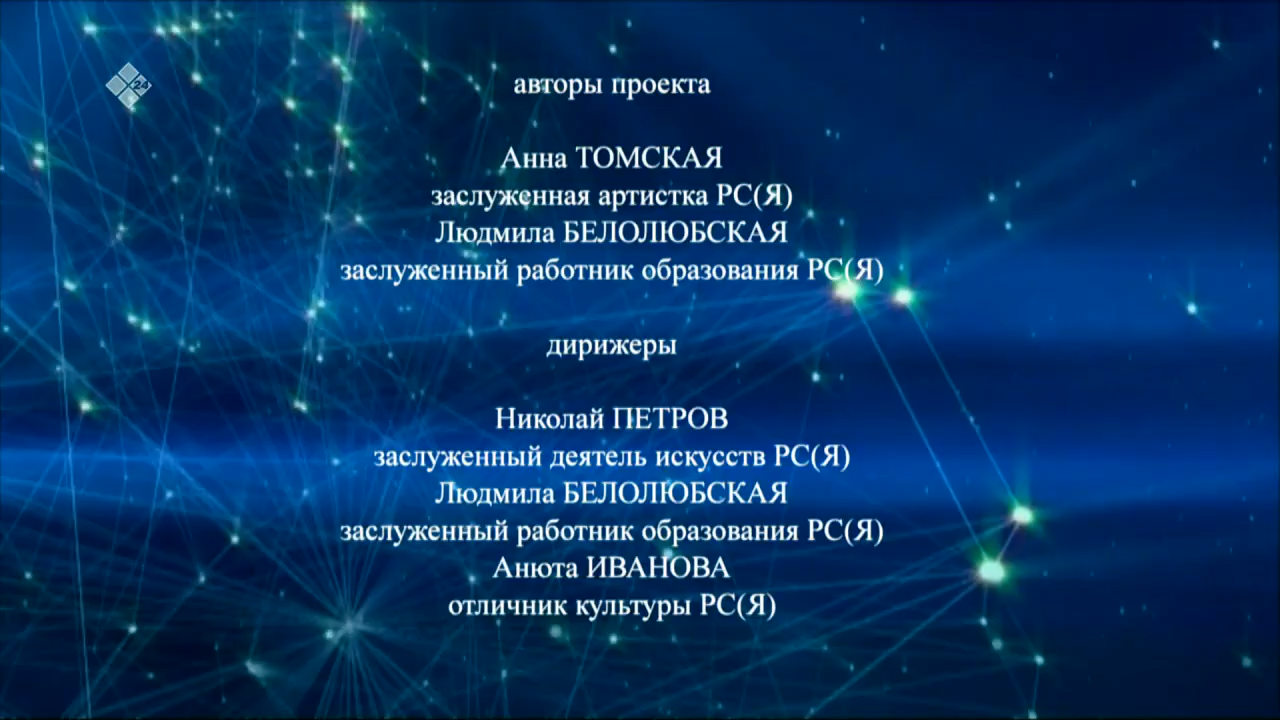 24
авторы проекта
Анна ТОМСКАЯ
заслуженная артистка РС(Я)
Людмила БЕЛОЛЮБСКАЯ
заслуженный работник образования РС(Я)
дирижеры
Николай ПЕТРОВ
заслуженный деятель искусств РС(Я)
Людмила БЕЛОЛЮБСКАЯ
заслуженный работник образования РС(Я)
Анюта ИВАНОВА
отличник культуры РС(Я)